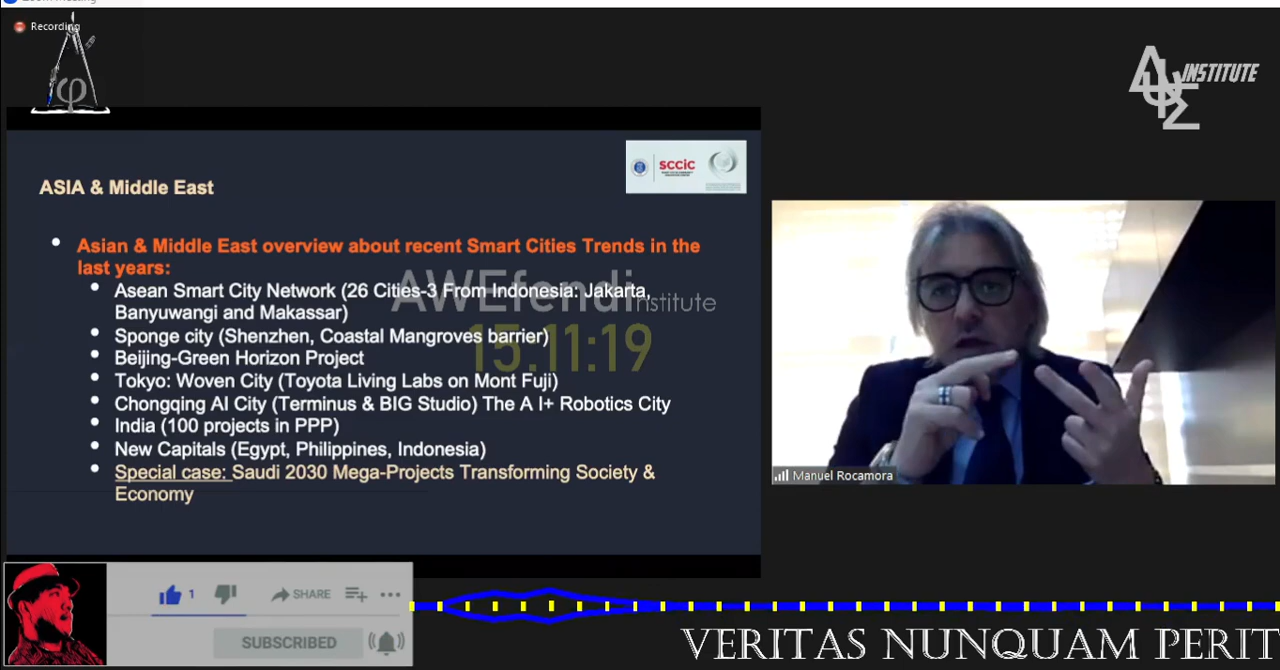 Recording
φ
AΨΣ INSTITUTE
SCCIC
ASIA & Middle East
Asian & Middle East overview about recent Smart Cities Trends in the
last years:
Asean Smart City Network (26 Cities-3 From Indonesia: Jakarta,
Banyuwangi and Makassar)
Sponge city (Shenzhen, Coastal Mangroves barrier)
Beijing-Green Horizon Project
Tokyo: Woven City (Toyota Living Labs on Mont Fuji)
Chongqing AI City (Terminus & BIG Studio) The A I+ Robotics City
India (100 projects in PPP)
New Capitals (Egypt, Philippines, Indonesia)
Special case: Saudi 2030 Mega-Projects Transforming Society &
Economy
AWEfendi institute
15.11:19
Manuel Rocamora
1 SHARE
SUBSCRIBED
VERITAS NUNQUAM PERIT